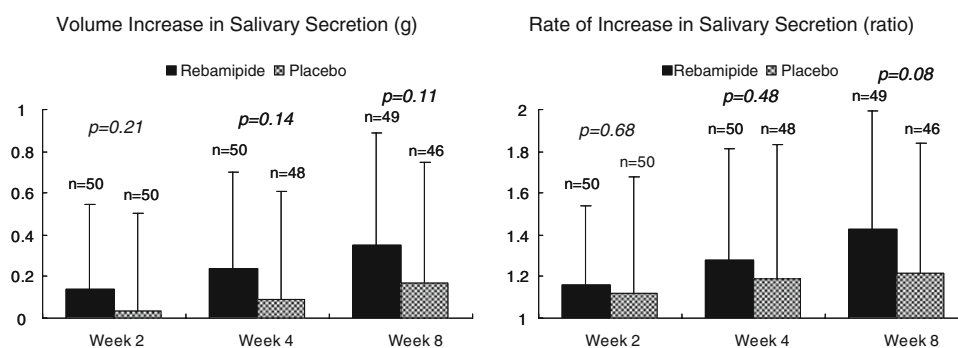 Volume Increase in Salivary Secretion (g)
Rebamipide Placebo
p=0.11
1
p=0.14
n=49
p=0.21
0.8
n=50
n=46
n=48
n=50
n=50
0.6
0.4
0.2
0
Week 2
Week 4
Week 8
Rate of Increase in Salivary Secretion (ratio)
Rebamipide Placebo
p=0.08
p=0.48
n=49
2
p=0.68
n=50
n=48
n=46
1.8
n=50
n=50
1.6
1.4
1.2
1
Week 2
Week 4
Week 8